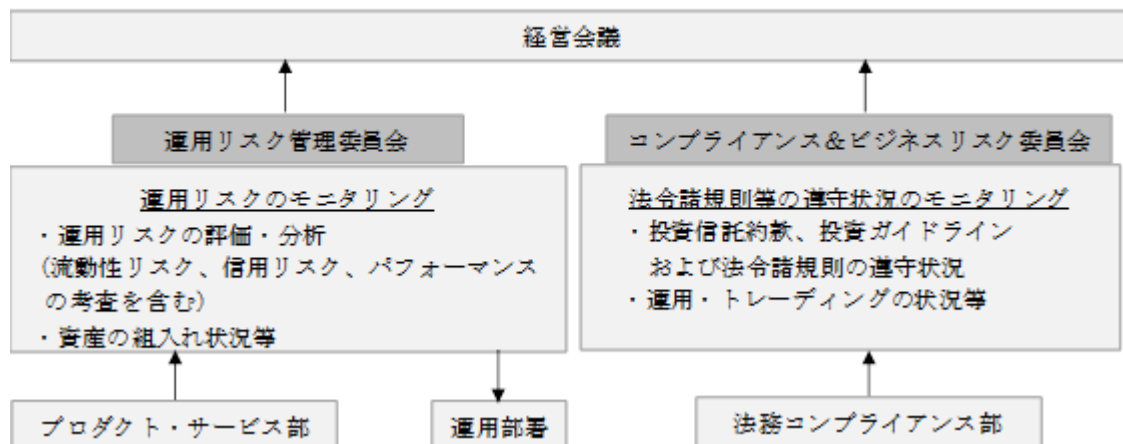 経営会議
運用リスク管理委員会
運用リスクのモニタリング
・運用リスクの評価・分析
(流動性リスク、信用リスク、パフォーマンス
の考査を含む)
・資産の組入れ状況等
プロダクト・サービス部
運用部署
コンプライアンス＆ビジネスリスク委員会
法令諸規則等の遵守状況のモニタリング
・投資信託約款、投資ガイドライン
および法令諸規則の遵守状況
・運用・トレーディングの状況等
法務コンプライアンス部